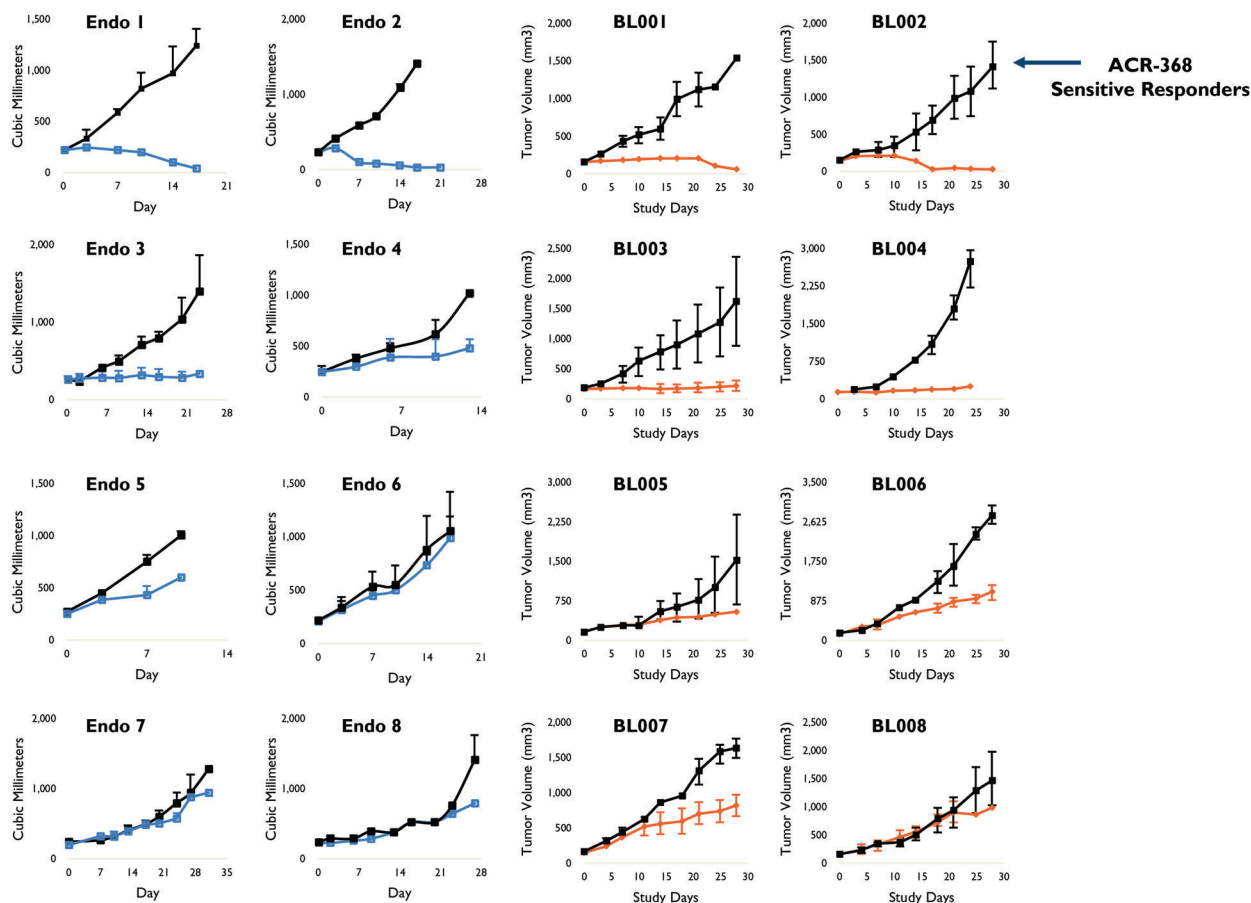 Endo 1
Cubic Millimeters
1,500
1,000
500
0
0 7 14 21
Day
Endo 2
Cubic Millimeters
2,000
1,000
0
0 7 14 21 28
Day
BL001
Tumor Volume (mm3)
2,000
1,500
1,000
500
0
0 5 10 15 20 25 30
Study Days
BL002
Tumor Volume (mm3)
2,000
1,500
1,000
500
0
0 5 10 15 20 25 30
Study Days
ACR-368
Sensitive Responders
Endo 3
Cubic Millimeters
2,000
1,000
0
0 7 14 21 28
Day
Endo 4
Cubic Millimeters
1,500
1,000
500
0
0 7 14
Day
BL003
Tumor Volume (mm3)
2,500
2,000
1,500
1,000
500
0
0 5 10 15 20 25 30
Study Days
BL004
Tumor Volume (mm3)
3,000
2,250
1,500
750
0
0 5 10 15 20 25 30
Study Days
Endo 5
Cubic Millimeters
1,500
1,000
500
0
0 7 14
Day
Endo 6
Cubic Millimeters
1,500
1,000
500
0
0 7 14 21
Day
BL005
Tumor Volume (mm3)
3,000
2,250
1,500
750
0
0 5 10 15 20 25 30
Study Days
BL006
Tumor Volume (mm3)
3,500
2,625
1,750
875
0
0 5 10 15 20 25 30
Study Days
Endo 7
Cubic Millimeters
2,000
1,000
0
0 7 14 21 28 35
Day
Endo 8
Cubic Millimeters
2,000
1,000
0
0 7 14 21 28
Day
BL007
Tumor Volume (mm3)
2,000
1,500
1,000
500
0
0 5 10 15 20 25 30
Study Days
BL008
Tumor Volume (mm3)
2,500
2,000
1,500
1,000
500
0
0 5 10 15 20 25 30
Study Days